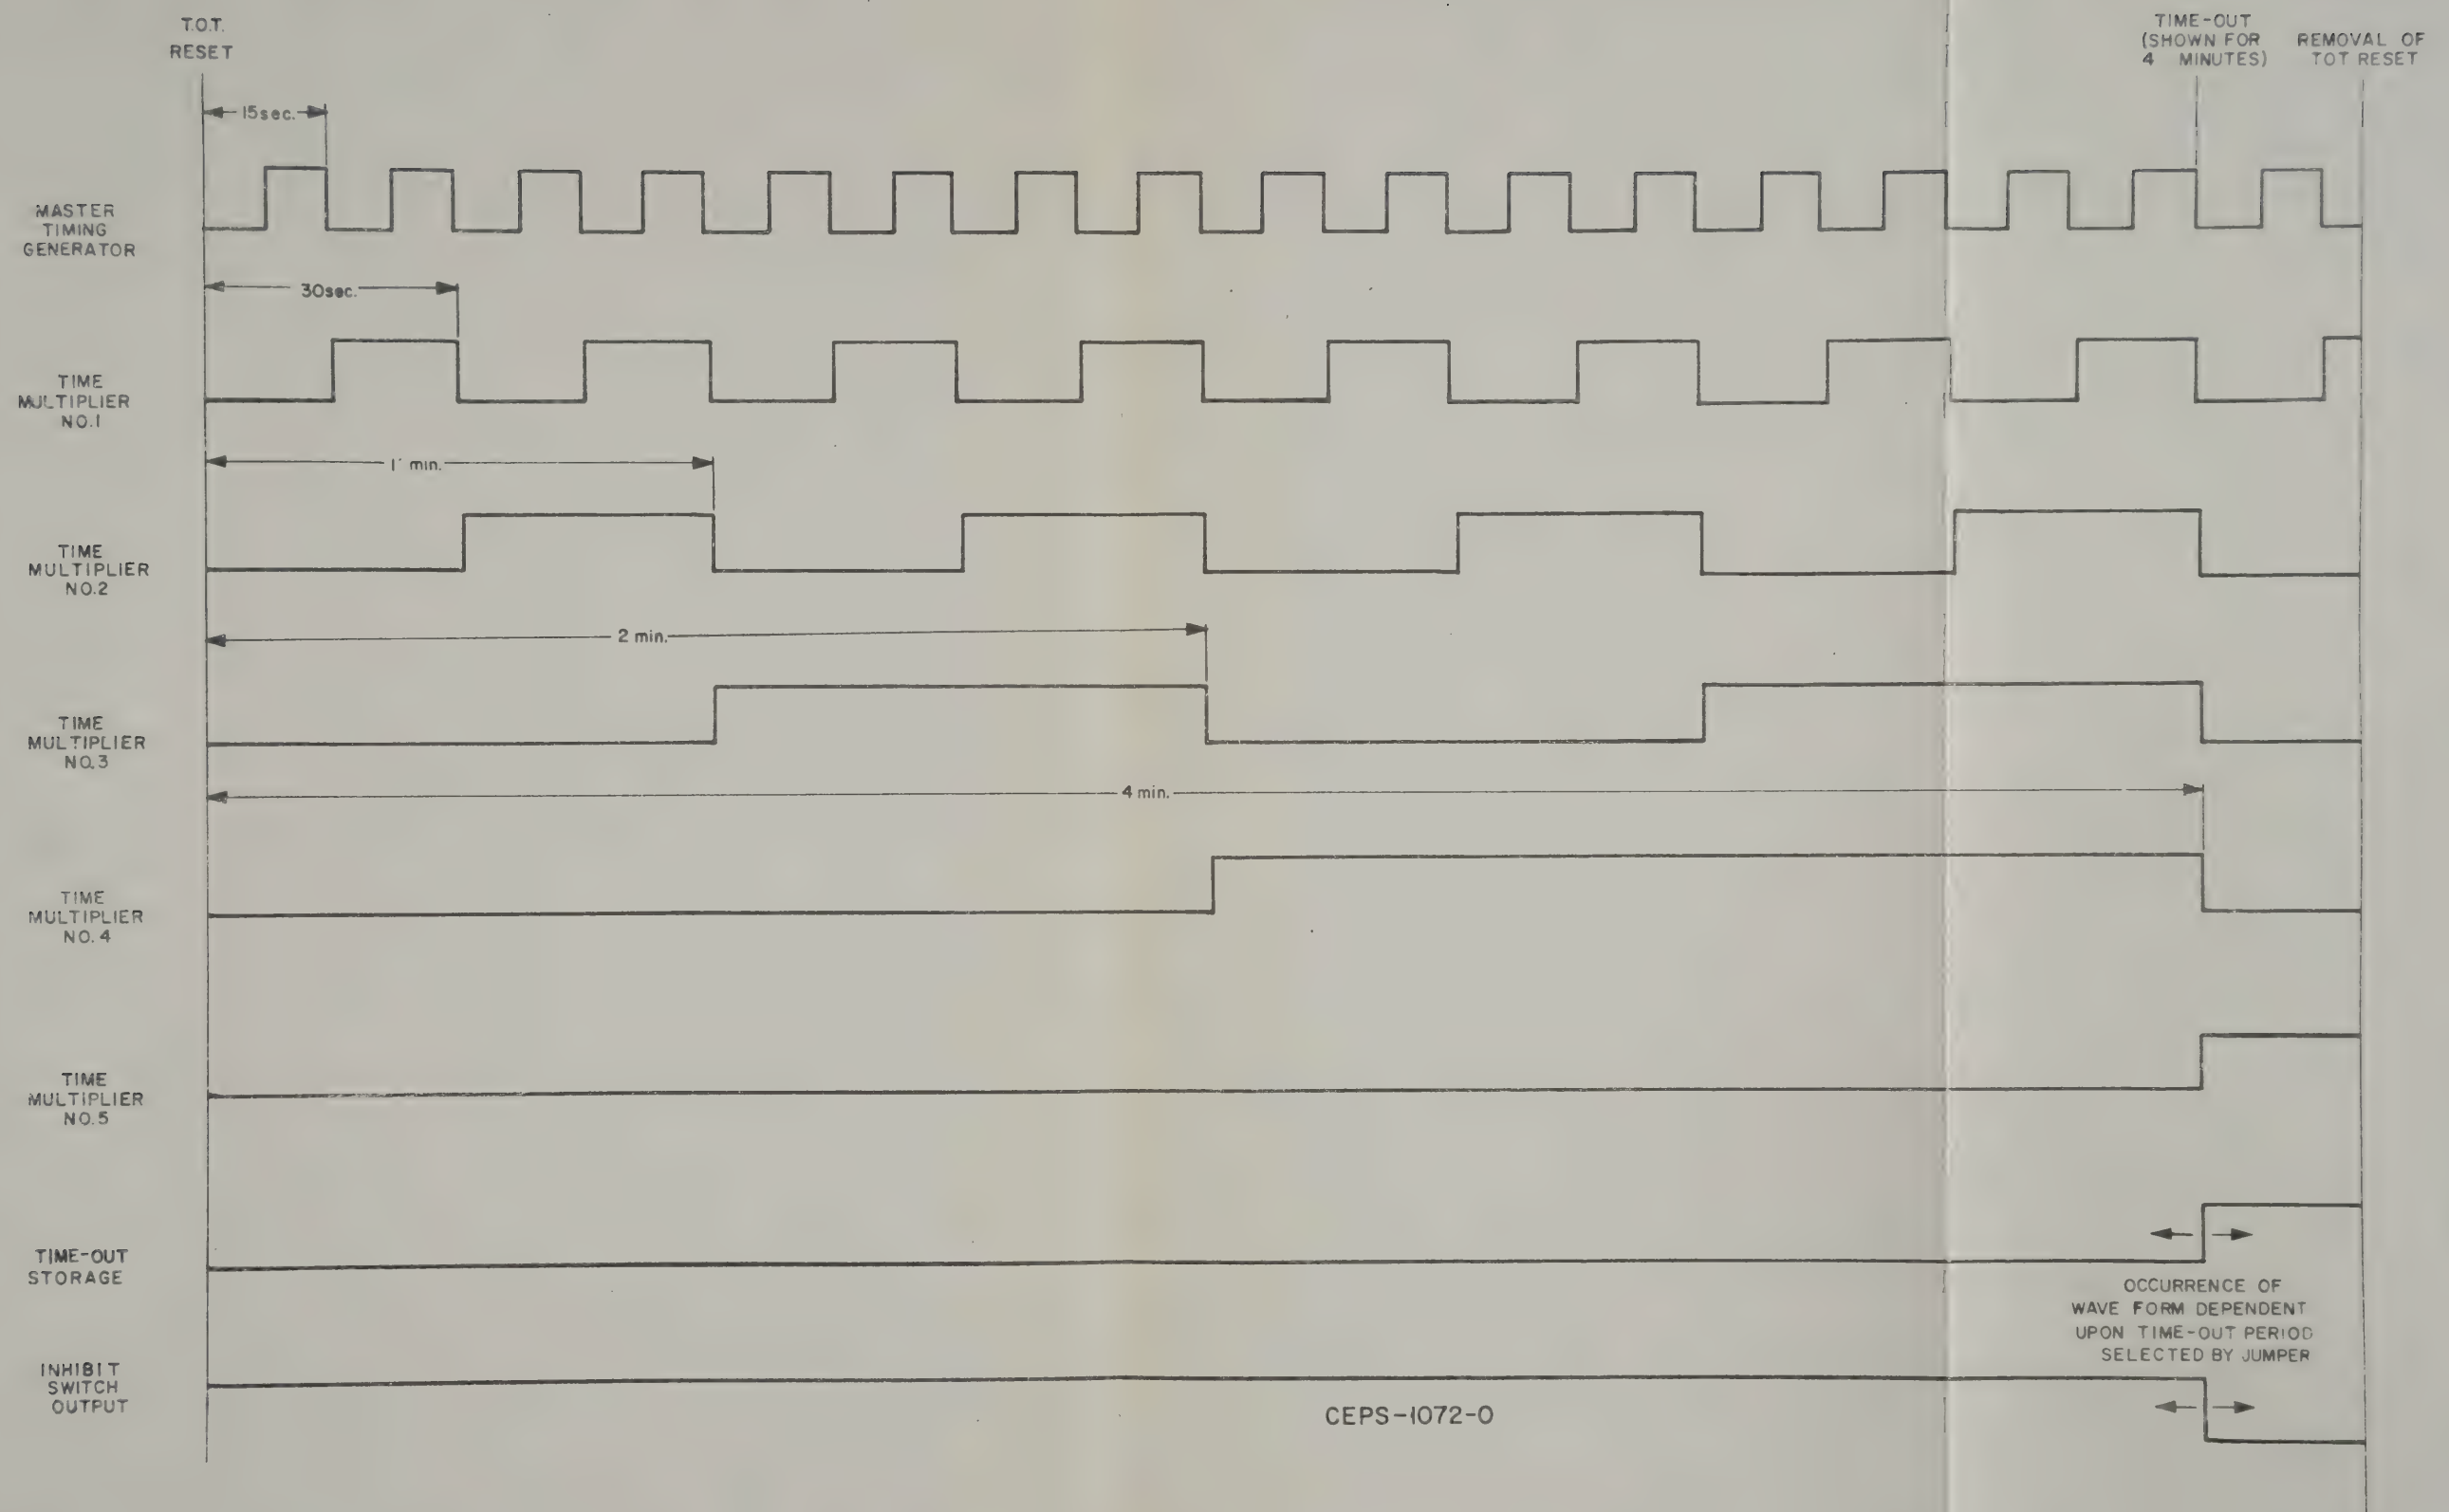 T.O.T.
RESET
TIME-OUT
(SHOWN FOR
4 MINUTES)
REMOVAL OF
TOT RESET
15sec.
MASTER
TIMING
GENERATOR
30sec.
TIME
MULTIPLIER
NO.1
1 min.
TIME
MULTIPLIER
NO.2
2 min.
TIME
MULTIPLIER
NO.3
4 min.
TIME
MULTIPLIER
NO.4
TIME
MULTIPLIER
NO.5
TIME-OUT
STORAGE
OCCURRENCE OF
WAVE FORM DEPENDENT
UPON TIME-OUT PERIOD
SELECTED BY JUMPER
INHIBIT
SWITCH
OUTPUT
CEPS-1072-0